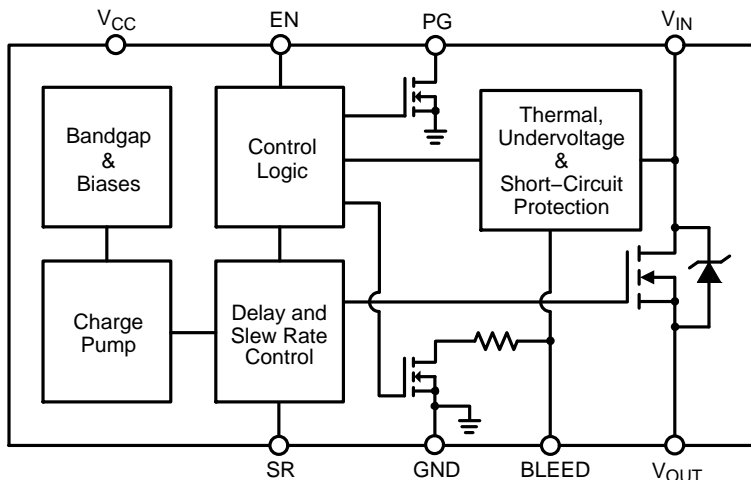 VCC
EN
PG
VIN
Bandgap
&
Biases
Control
Logic
Thermal,
Undervoltage
&
Short−Circuit
Protection
Charge
Pump
Delay and
Slew Rate
Control
SR
GND
BLEED
VOUT